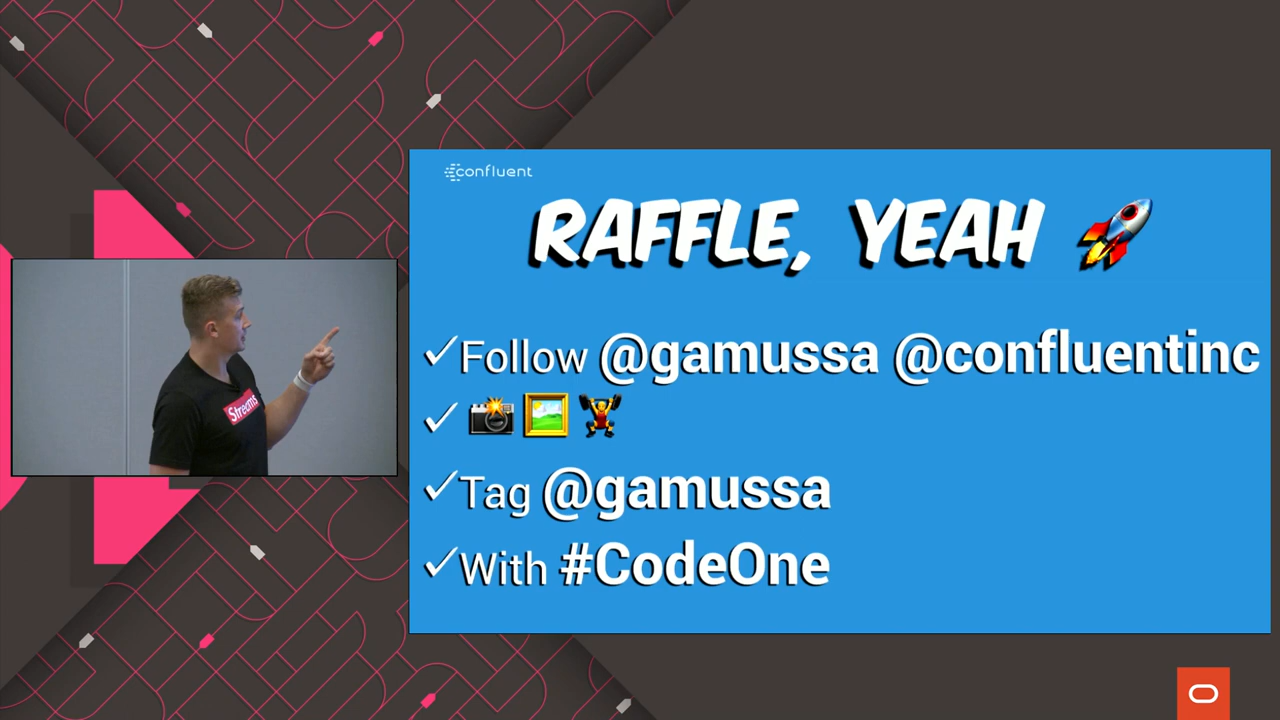 confluent
RAFFLE, YEAH
Follow @gamussa @confluentinc
Tag @gamussa
With #CodeOne
Streams